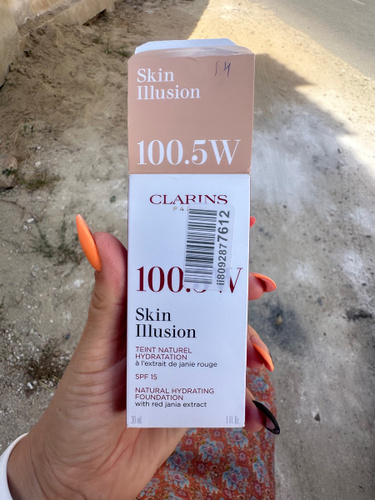 Skin
Illusion
100.5W
CLARINS
100.5W
Skin
Illusion
TEINT NATUREL
HYDRATATION
à l'extrait de janie rouge
SPF 15
NATURAL HYDRATING
FOUNDATION
with red jania extract
30 ml
ii8092877612